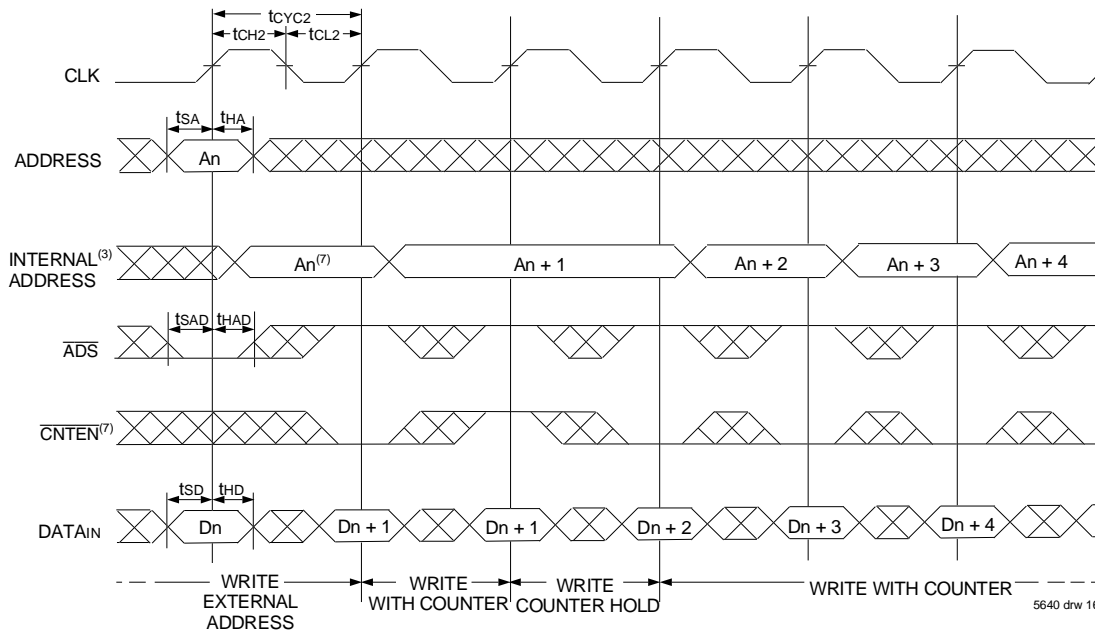 tCYC2
tCH2 tCL2
CLK
tSA tHA
ADDRESS An
INTERNAL(3)
ADDRESS
An(7) An + 1 An + 2 An + 3 An + 4
tSAD tHAD
ADS
CNTEN(7)
tSD tHD
DATAIN Dn Dn + 1 Dn + 1 Dn + 2 Dn + 3 Dn + 4
WRITE
EXTERNAL
ADDRESS
WRITE
WITH COUNTER
WRITE
COUNTER HOLD
WRITE WITH COUNTER
5640 drw 16